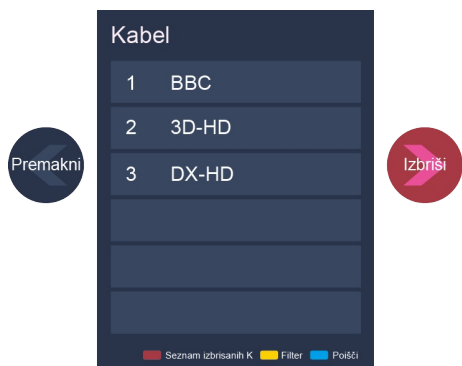 Kabel
1 BBC
2 3D-HD
3 DX-HD
Premakni
Izbriši
Seznam izbrisanih K Filter Poišči